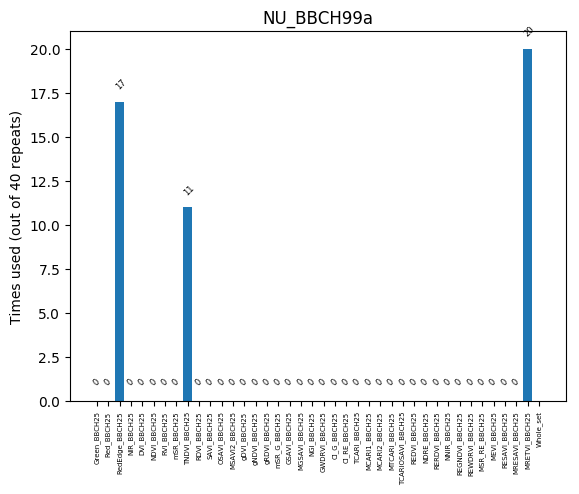 NU_BBCH99a
Times used (out of 40 repeats)
20.0
17.5
15.0
12.5
10.0
7.5
5.0
2.5
0.0
0 0 17 0 0 0 0 0 11 0 0 0 0 0 0 0 0 0 0 0 0 0 0 0 0 0 0 0 0 0 0 0 0 0 0 0 0 0 20
Green_BBCH25
Red_BBCH25
RedEdge_BBCH25
NIR_BBCH25
DVI_BBCH25
NDVI_BBCH25
RVI_BBCH25
mSR_BBCH25
TNDVI_BBCH25
RDVI_BBCH25
SAVI_BBCH25
OSAVI_BBCH25
MSAVI2_BBCH25
gDVI_BBCH25
gNDVI_BBCH25
gRDVI_BBCH25
mSR_G_BBCH25
GSAVI_BBCH25
MGSAVI_BBCH25
NGI_BBCH25
GWDRVI_BBCH25
CI_G_BBCH25
CI_RE_BBCH25
TCARI_BBCH25
MCARI1_BBCH25
MCARI2_BBCH25
MTCARI_BBCH25
TCARIOSAVI_BBCH25
REDVI_BBCH25
NDRE_BBCH25
RERDVI_BBCH25
NNIR_BBCH25
REGNDVI_BBCH25
REWDRVI_BBCH25
MSR_RE_BBCH25
MEVI_BBCH25
RESAVI_BBCH25
MRESAVI_BBCH25
MRETVI_BBCH25
Whole_set